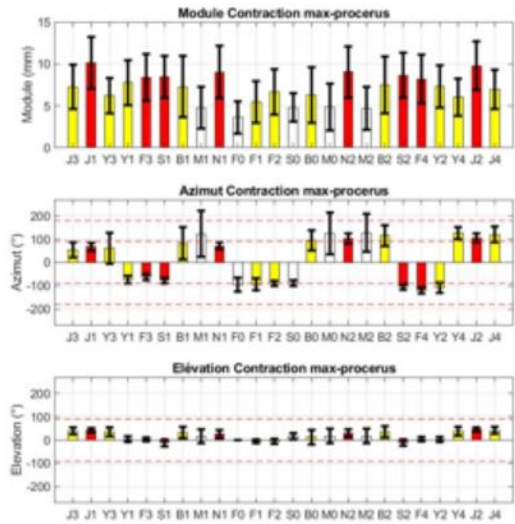 Module Contraction max-procerus
15
10
5
0
Module (mm)
J3 J1 Y3 Y1 F3 S1 B1 M1 N1 F0 F1 F2 S0 B0 M0 N2 M2 B2 S2 F4 Y2 Y4 J2 J4
Azimut Contraction max-procerus
200
100
0
-100
-200
Azimut (°)
J3 J1 Y3 Y1 F3 S1 B1 M1 N1 F0 F1 F2 S0 B0 M0 N2 M2 B2 S2 F4 Y2 Y4 J2 J4
Elévation Contraction max-procerus
200
100
0
-100
-200
Elevation (°)
J3 J1 Y3 Y1 F3 S1 B1 M1 N1 F0 F1 F2 S0 B0 M0 N2 M2 B2 S2 F4 Y2 Y4 J2 J4